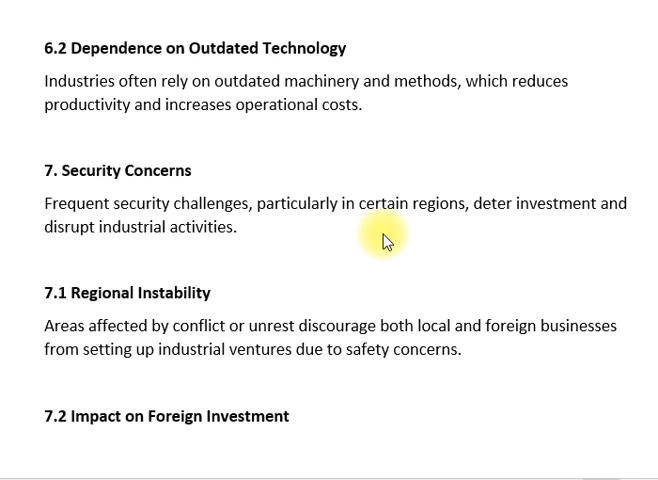 6.2 Dependence on Outdated Technology
Industries often rely on outdated machinery and methods, which reduces
productivity and increases operational costs.
7. Security Concerns
Frequent security challenges, particularly in certain regions, deter investment and
disrupt industrial activities.
7.1 Regional Instability
Areas affected by conflict or unrest discourage both local and foreign businesses
from setting up industrial ventures due to safety concerns.
7.2 Impact on Foreign Investment